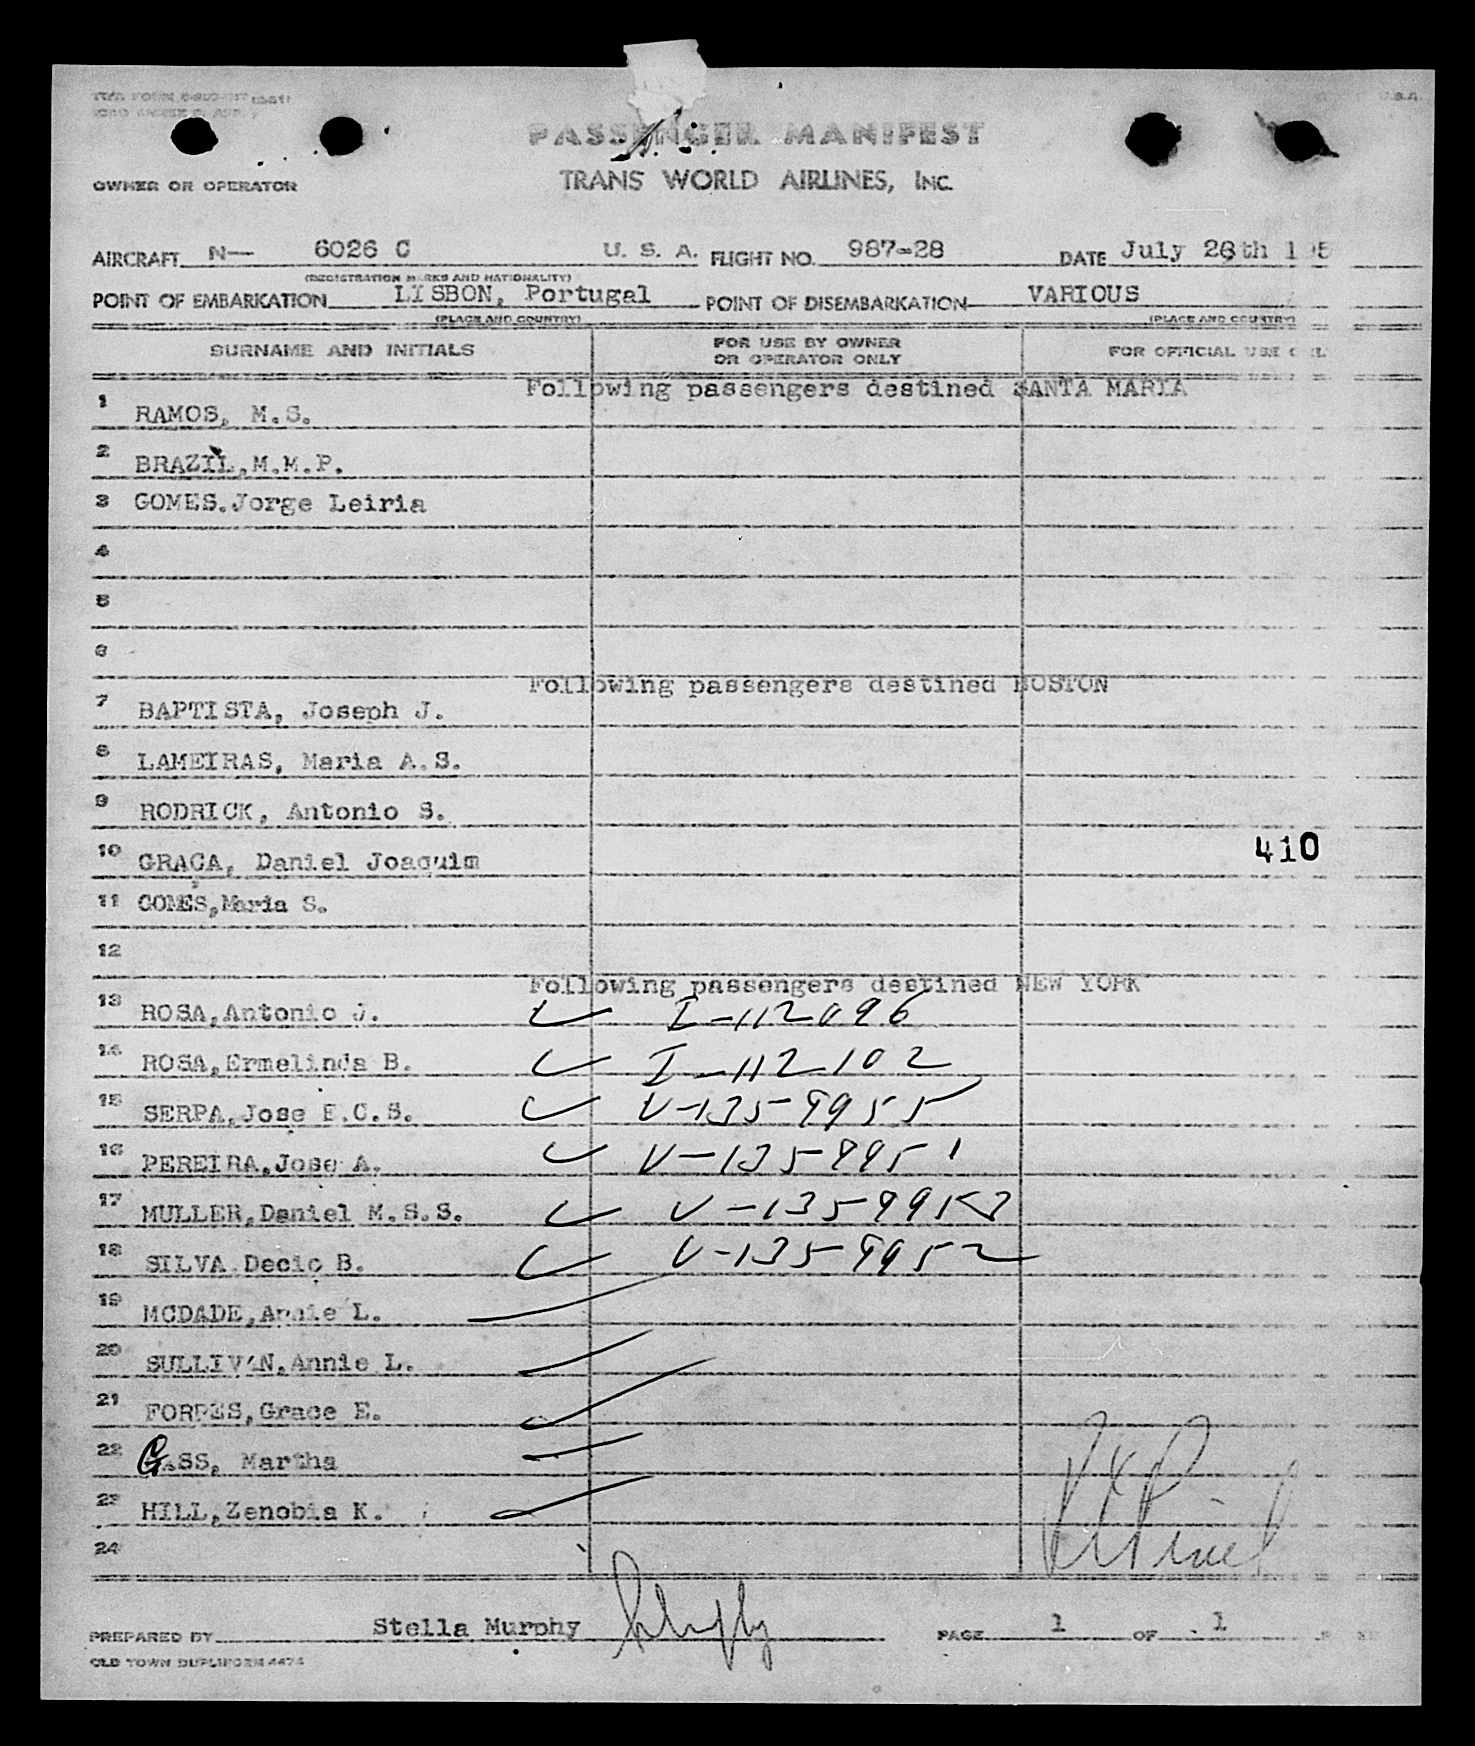 PASSENGER MANIFEST
OWNER OR OPERATOR TRANS WORLD AIRLINES, INC.
AIRCRAFT N— 6026 C U. S. A. FLIGHT NO. 987-28 DATE July 28th 195
(REGISTRATION MARKS AND NATIONALITY)
POINT OF EMBARKATION LISBON, Portugal POINT OF DISEMBARKATION VARIOUS
(PLACE AND COUNTRY) (PLACE AND COUNTRY)
SURNAME AND INITIALS FOR USE BY OWNER OR OPERATOR ONLY FOR OFFICIAL USE ONLY
Following passengers destined SANTA MARIA
1 RAMOS, M.S.
2 BRAZIL,M.M.P.
3 GOMES.Jorge Leiria
4
5
6
Following passengers destined BOSTON
7 BAPTISTA, Joseph J.
8 LAMEIRAS, Maria A.S.
9 RODRICK, Antonio S.
10 GRACA, Daniel Joaquim 410
11 GOMES,Maria S.
12
Following passengers destined NEW YORK
13 ROSA,Antonio J. I-112096
14 ROSA,Ermelinda B. I-112102
15 SERPA,Jose F.C.S. V-1359955
16 PEREIRA,Jose A. V-1359951
17 MULLER,Daniel M.S.S. V-1359953
18 SILVA Decio B. V-1359952
19 MCDADE,Annie L.
20 SULLIVAN,Annie L.
21 FORBES,Grace E.
22 GASS, Martha
23 HILL,Zenobia K.
24
PREPARED BY Stella Murphy PAGE 1 OF 1